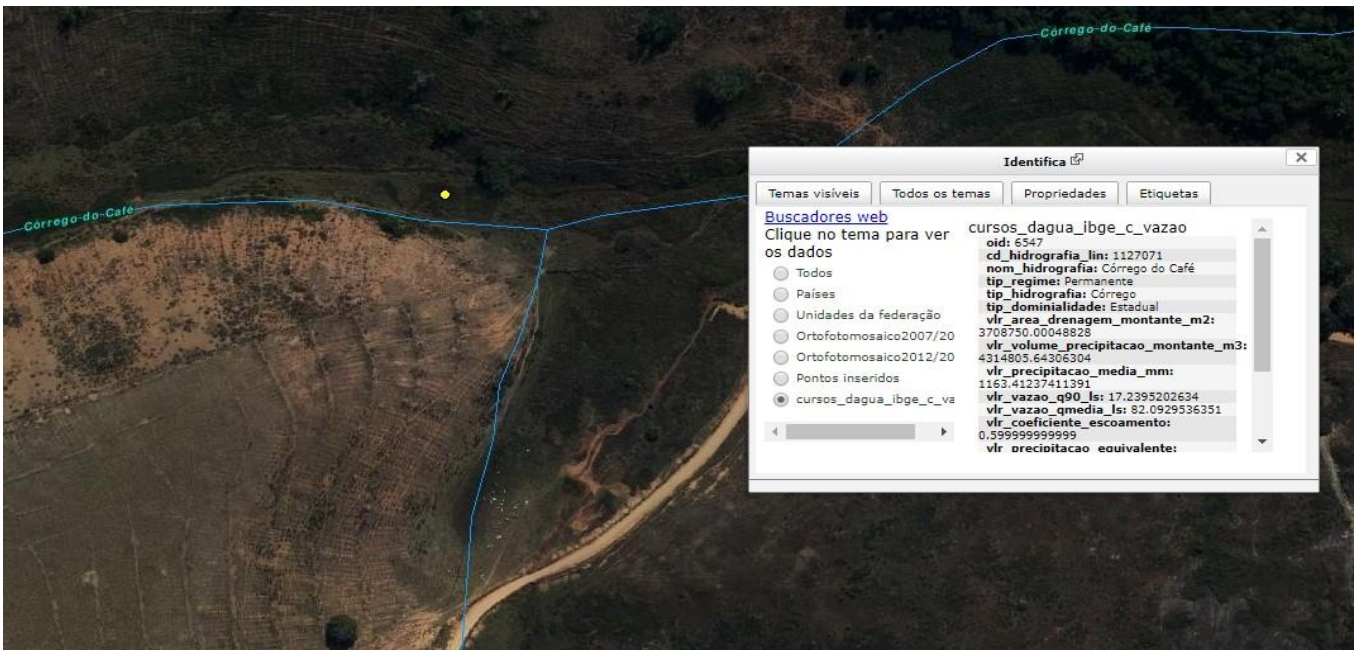 Córrego-do-Café
Córrego-do-Café
Identifica
Temas visíveis
Todos os temas
Propriedades
Etiquetas
Buscadores web
Clique no tema para ver
os dados
Todos
Países
Unidades da federação
Ortofotomosaico2007/20
Ortofotomosaico2012/20
Pontos inseridos
cursos_dagua_ibge_c_va
cursos_dagua_ibge_c_vazao
oid: 6547
cd_hidrografia_lin: 1127071
nom_hidrografia: Córrego do Café
tip_regime: Permanente
tip_hidrografia: Córrego
tip_dominialidade: Estadual
vlr_area_drenagem_montante_m2:
3708750.00048828
vlr_volume_precipitacao_montante_m3:
4314805.64306304
vlr_precipitacao_media_mm:
1163.41237411391
vlr_vazao_q90_ls: 17.2395202634
vlr_vazao_qmedia_ls: 82.0929536351
vlr_coeficiente_escoamento:
0.599999999999
vlr_precipitacao_equivalente: